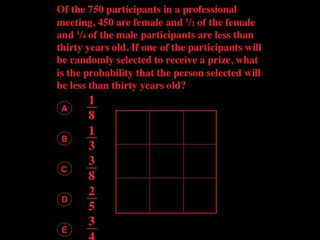 Of the 750 participants in a professional
meeting, 450 are female and 1/2 of the female
and 1/4 of the male participants are less than
thirty years old. If one of the participants will
be randomly selected to receive a prize, what
is the probability that the person selected will
be less than thirty years old?
A 1/8
B 1/3
C 3/8
D 2/5
E 3/4